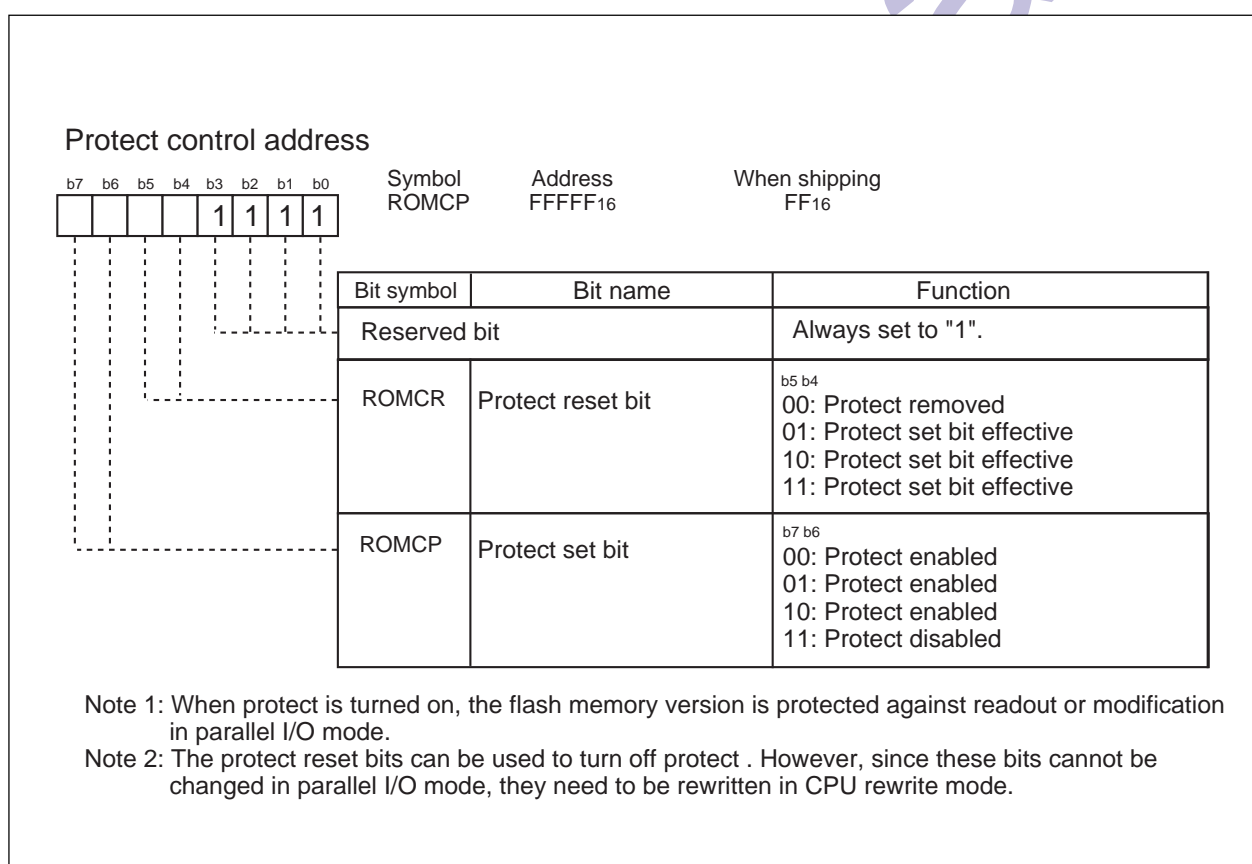 Protect control address
b7 b6 b5 b4 b3 b2 b1 b0
1 1 1 1
Symbol Address When shipping
ROMCP FFFFF16 FF16
Bit symbol Bit name Function
Reserved bit Always set to "1".
ROMCR Protect reset bit
b5 b4
00: Protect removed
01: Protect set bit effective
10: Protect set bit effective
11: Protect set bit effective
ROMCP Protect set bit
b7 b6
00: Protect enabled
01: Protect enabled
10: Protect enabled
11: Protect disabled
Note 1: When protect is turned on, the flash memory version is protected against readout or modification
in parallel I/O mode.
Note 2: The protect reset bits can be used to turn off protect . However, since these bits cannot be
changed in parallel I/O mode, they need to be rewritten in CPU rewrite mode.